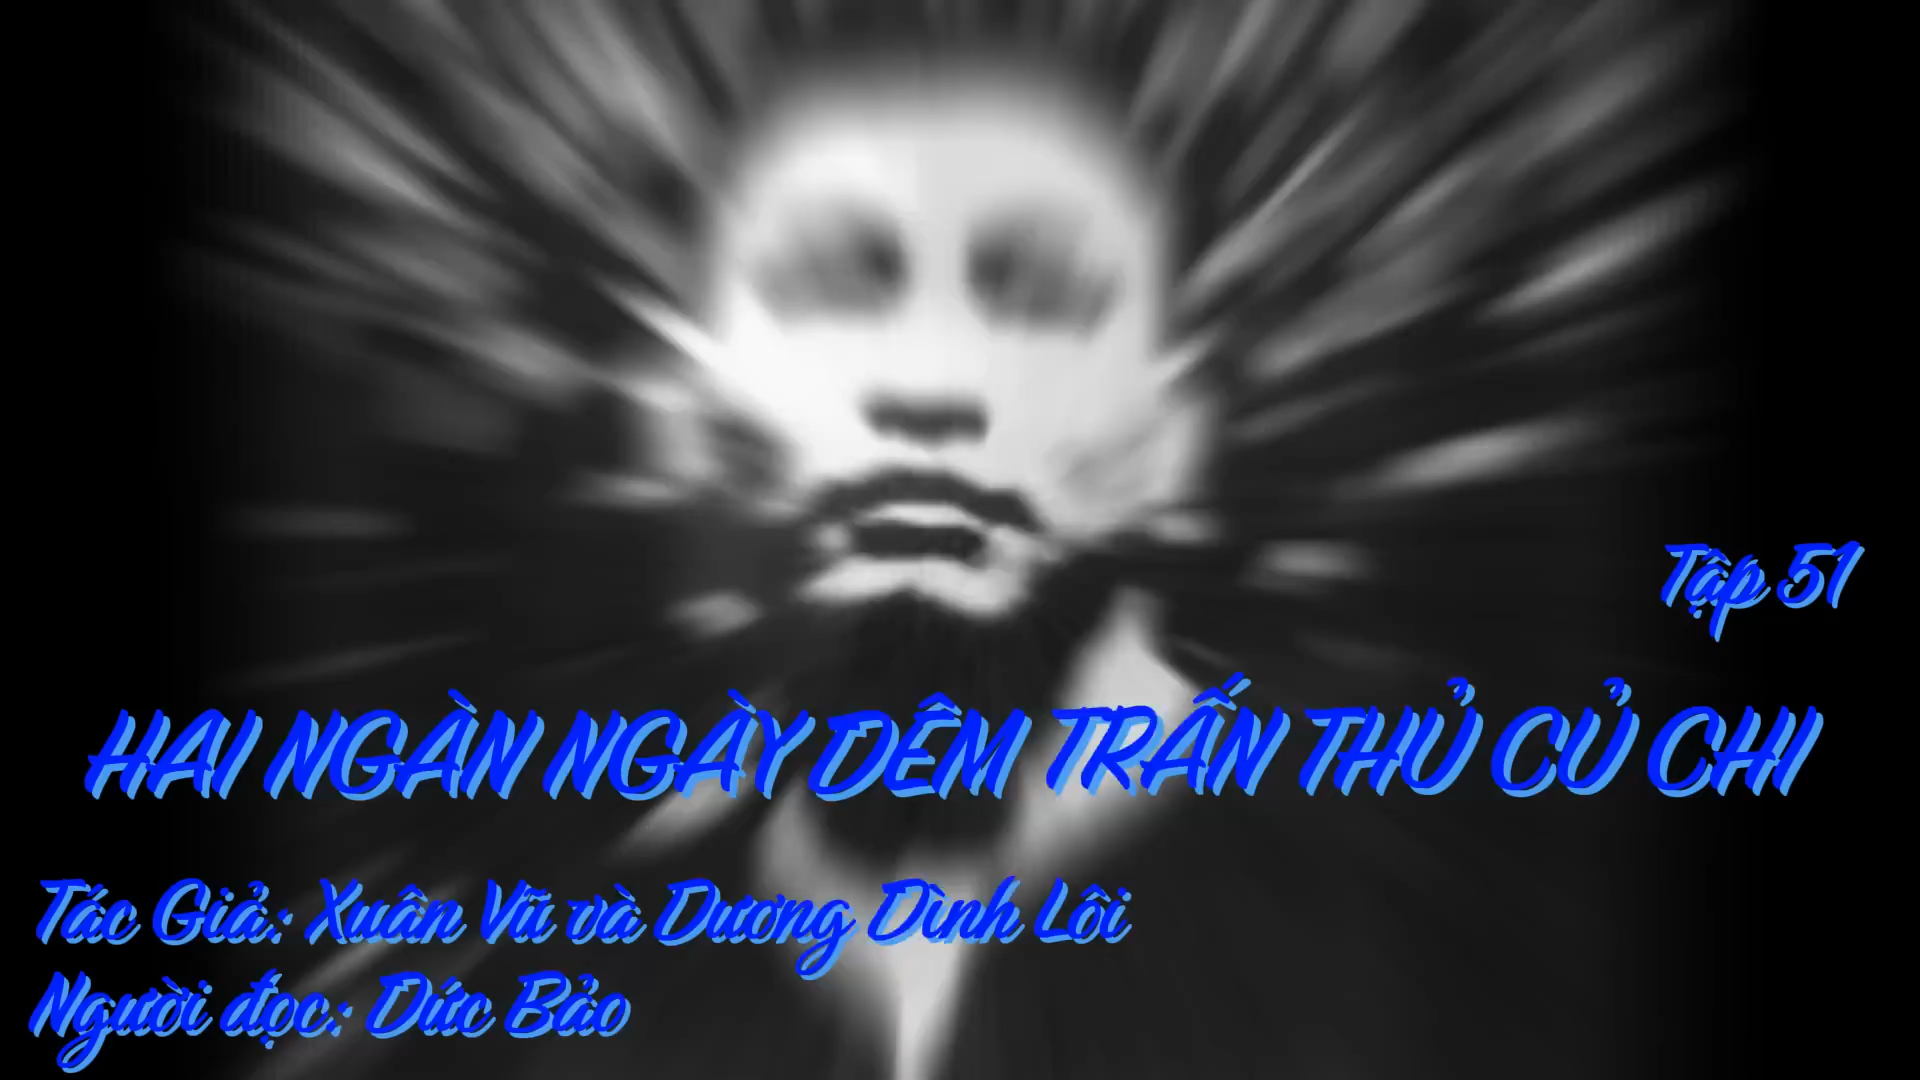 Tập 51
HAI NGÀN NGÀY ĐÊM TRẤN THỦ CỦ CHI
Tác Giả: Xuân Vũ và Dương Đình Lôi
Người đọc: Đức Bảo